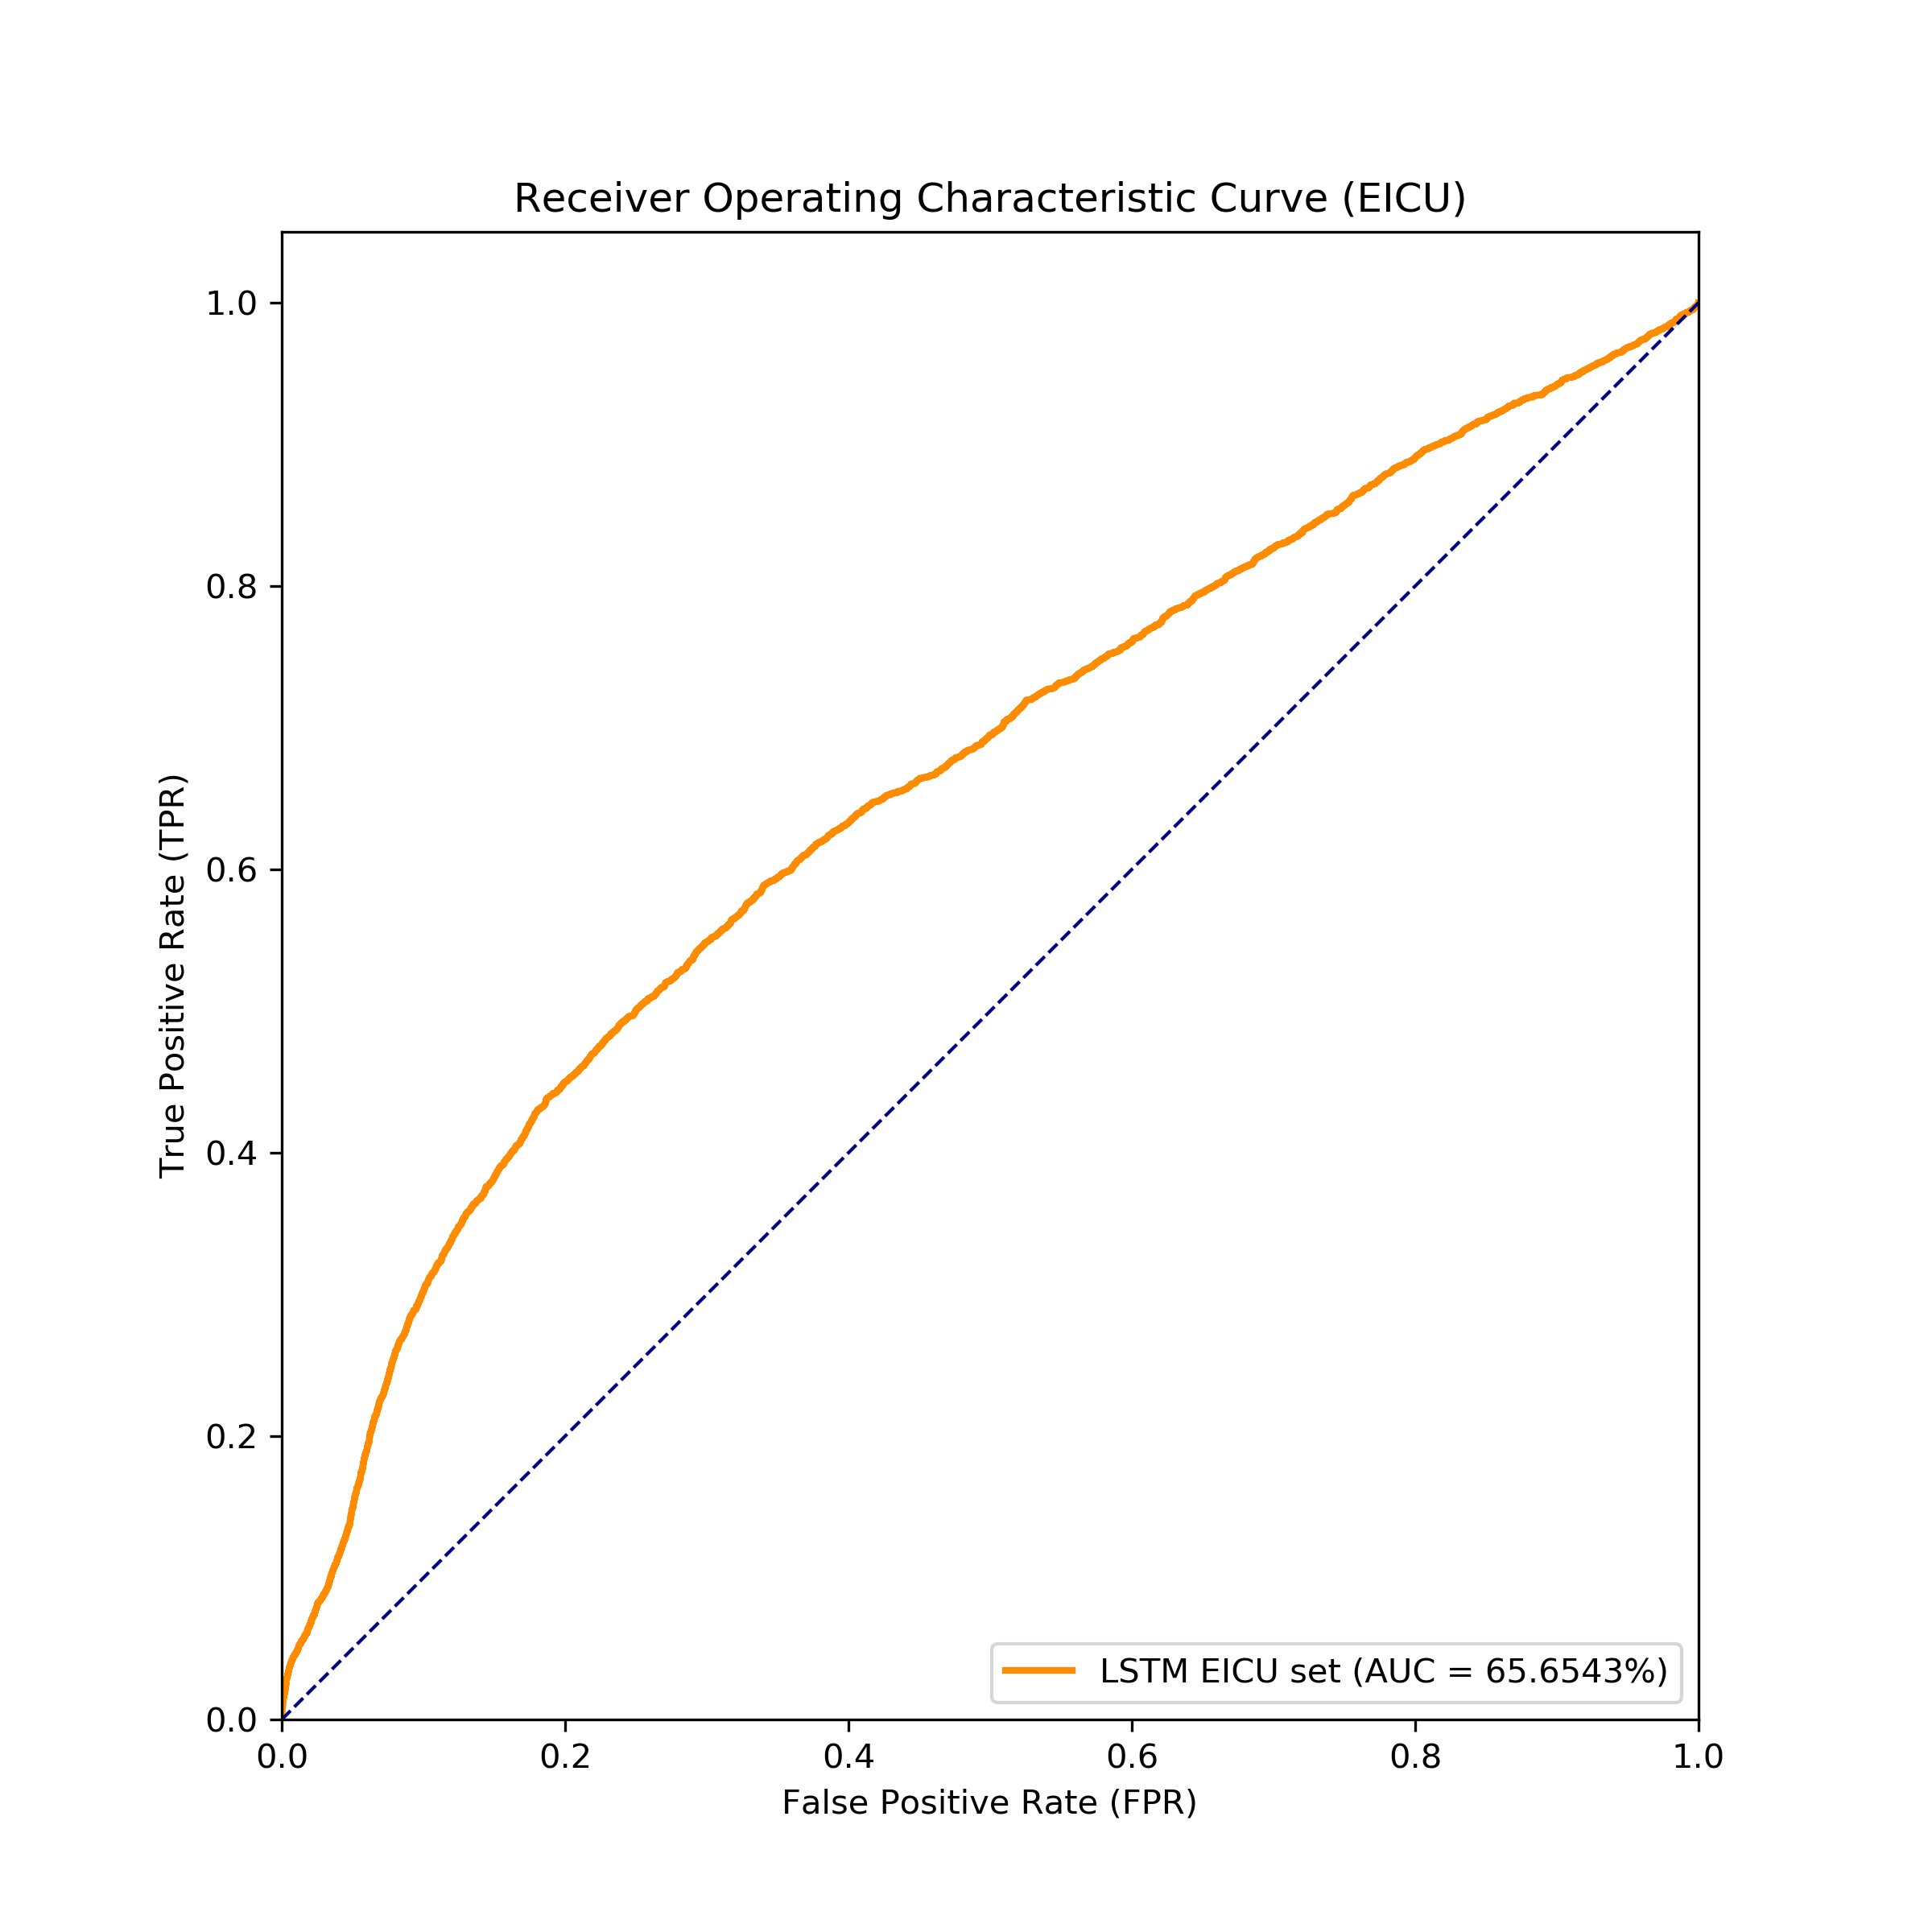 Receiver Operating Characteristic Curve (EICU)
1.0
0.8
0.6
0.4
0.2
0.0
True Positive Rate (TPR)
LSTM EICU set (AUC = 65.6543%)
0.0 0.2 0.4 0.6 0.8 1.0
False Positive Rate (FPR)